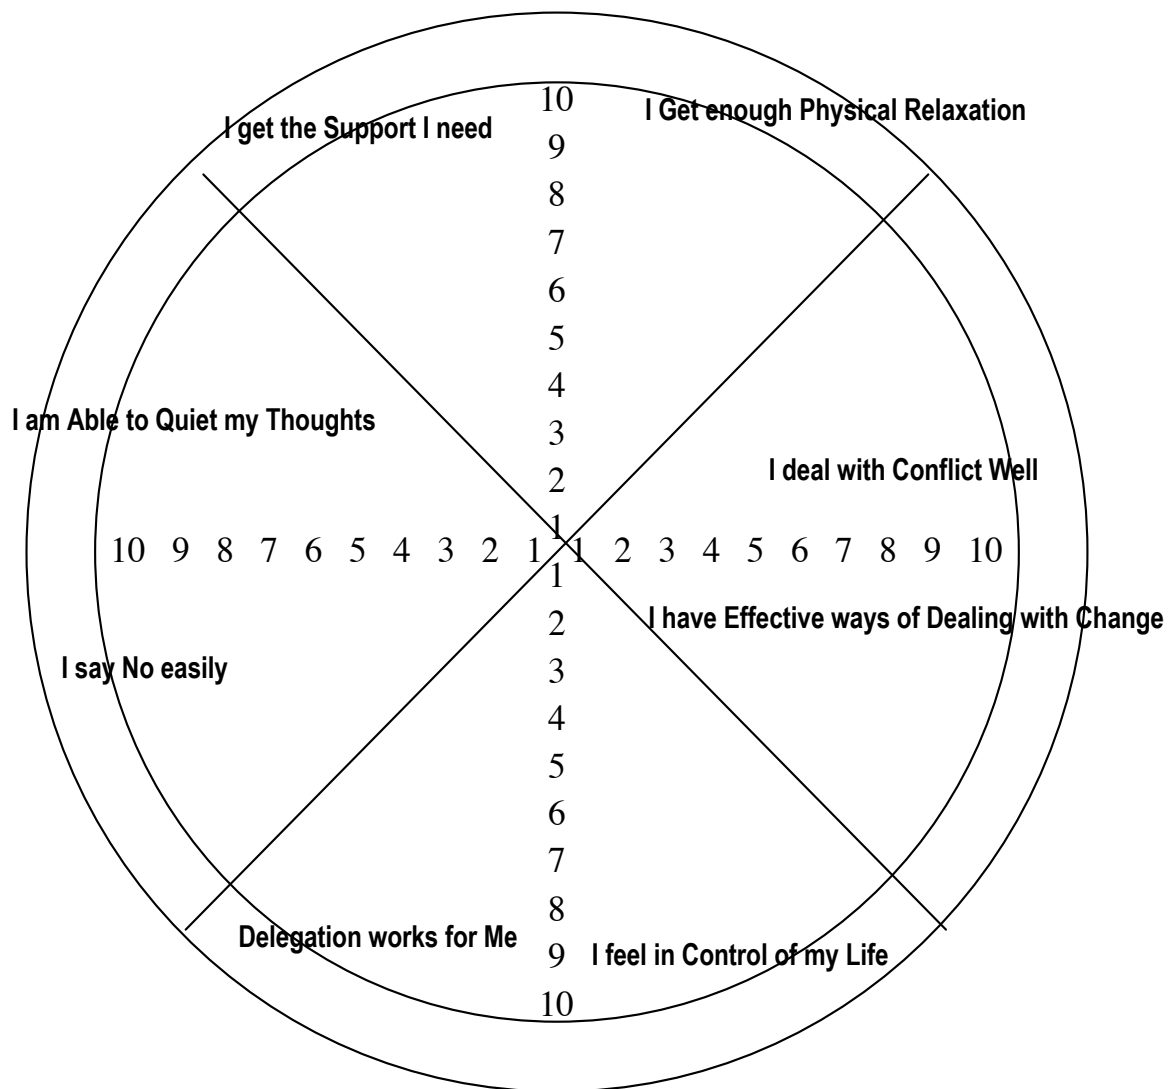 10
I Get enough Physical Relaxation
I get the Support I need
9
8
7
6
5
4
I am Able to Quiet my Thoughts
3
I deal with Conflict Well
2
1
10 9 8 7 6 5 4 3 2 1 1 2 3 4 5 6 7 8 9 10
1
2
I have Effective ways of Dealing with Change
I say No easily
3
4
5
6
7
8
Delegation works for Me
9
I feel in Control of my Life
10